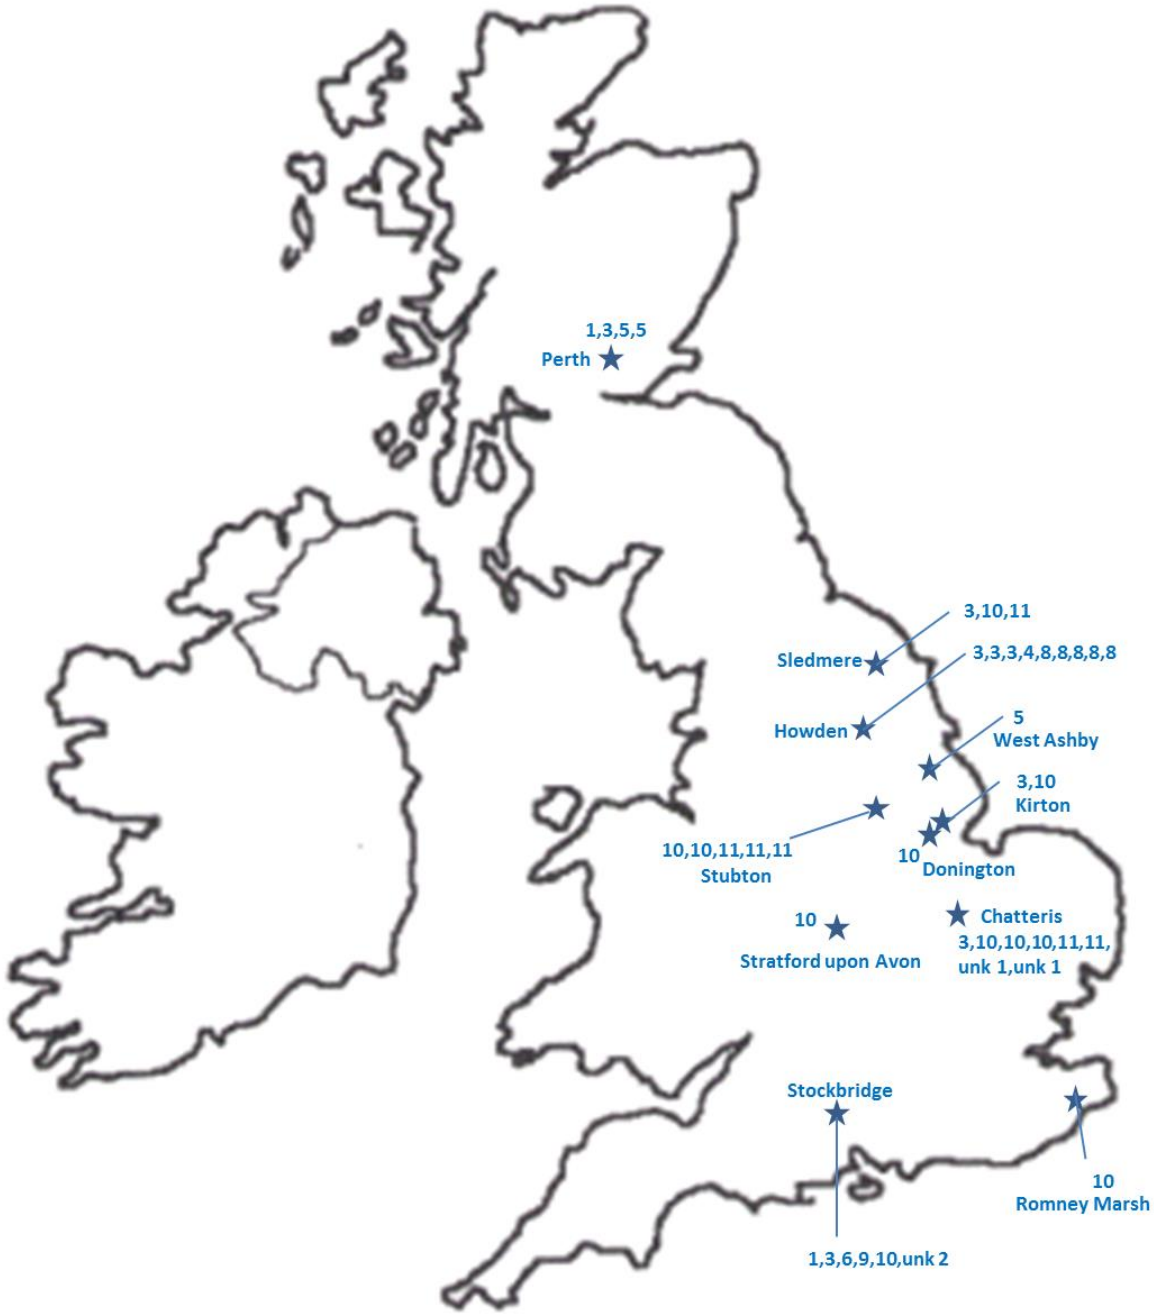 1,3,5,5
Perth
3,10,11
Sledmere
3,3,3,4,8,8,8,8,8
Howden
5
West Ashby
3,10
Kirton
10,10,11,11,11
Stubton
10
Donington
10
Stratford upon Avon
Chatteris
3,10,10,10,11,11,
unk 1,unk 1
Stockbridge
10
Romney Marsh
1,3,6,9,10,unk 2